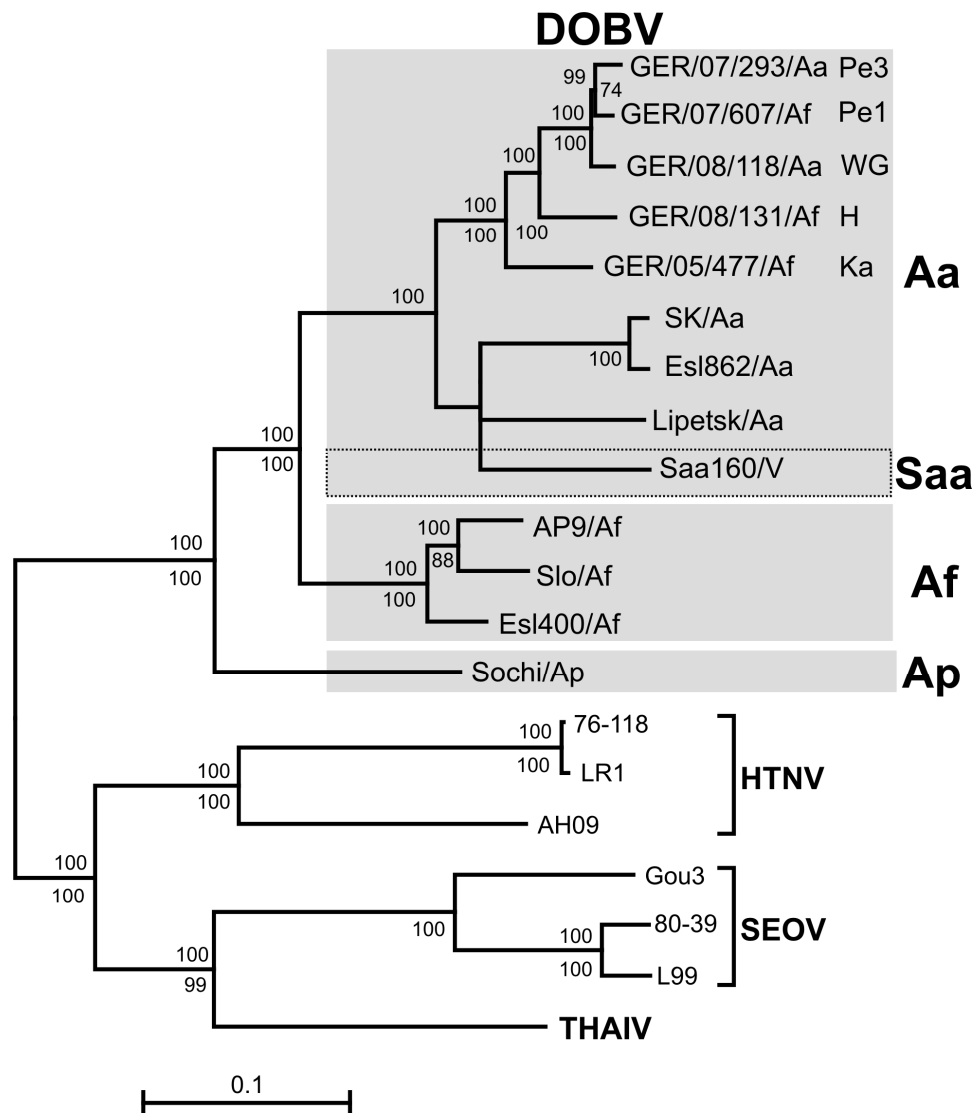 DOBV
GER/07/293/Aa Pe3
99
74
GER/07/607/Af Pe1
100
100
GER/08/118/Aa WG
100
GER/08/131/Af H
100
100
100
GER/05/477/Af Ka
Aa
100
SK/Aa
100
Esl862/Aa
Lipetsk/Aa
100
100
Saa160/V
Saa
AP9/Af
100
88
Slo/Af
100
100
Af
Esl400/Af
100
100
Sochi/Ap
Ap
76-118
100
100
LR1
HTNV
100
100
AH09
100
100
Gou3
80-39
SEOV
100
100
100
L99
100
99
THAIV
0.1